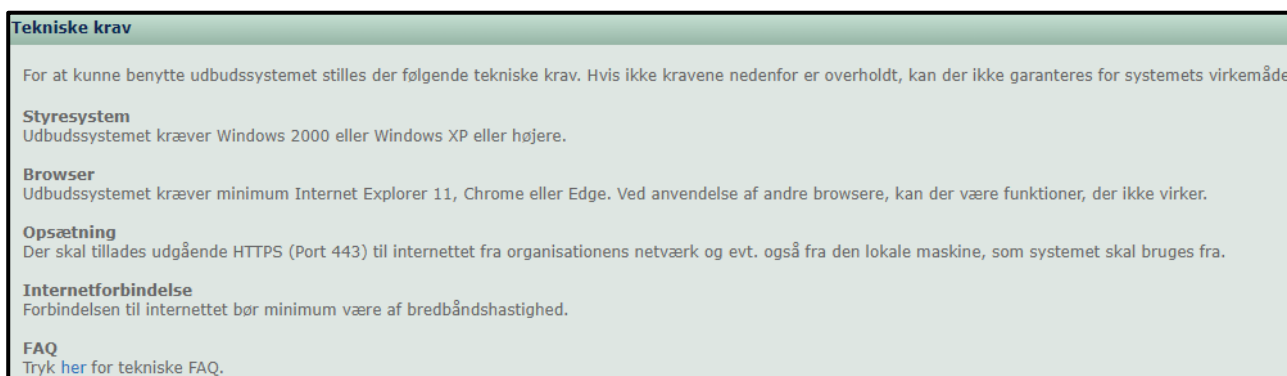 Tekniske krav
For at kunne benytte udbudssystemet stilles der følgende tekniske krav. Hvis ikke kravene nedenfor er overholdt, kan der ikke garanteres for systemets virkemåde
Styresystem
Udbudssystemet kræver Windows 2000 eller Windows XP eller højere.
Browser
Udbudssystemet kræver minimum Internet Explorer 11, Chrome eller Edge. Ved anvendelse af andre browsere, kan der være funktioner, der ikke virker.
Opsætning
Der skal tillades udgående HTTPS (Port 443) til internettet fra organisationens netværk og evt. også fra den lokale maskine, som systemet skal bruges fra.
Internetforbindelse
Forbindelsen til internettet bør minimum være af bredbåndshastighed.
FAQ
Tryk her for tekniske FAQ.